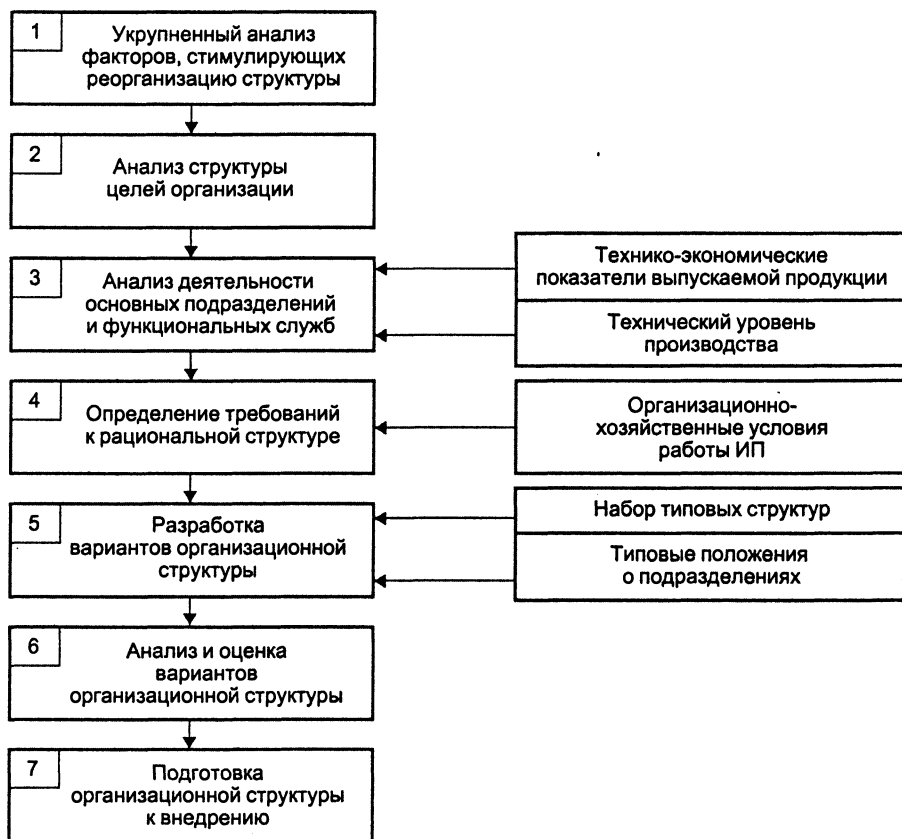 1
Укрупненный анализ
факторов, стимулирующих
реорганизацию структуры
2
Анализ структуры
целей организации
3
Анализ деятельности
основных подразделений
и функциональных служб
Технико-экономические
показатели выпускаемой продукции
Технический уровень
производства
4
Определение требований
к рациональной структуре
Организационно-
хозяйственные условия
работы ИП
5
Разработка
вариантов организационной
структуры
Набор типовых структур
Типовые положения
о подразделениях
6
Анализ и оценка
вариантов
организационной структуры
7
Подготовка
организационной структуры
к внедрению